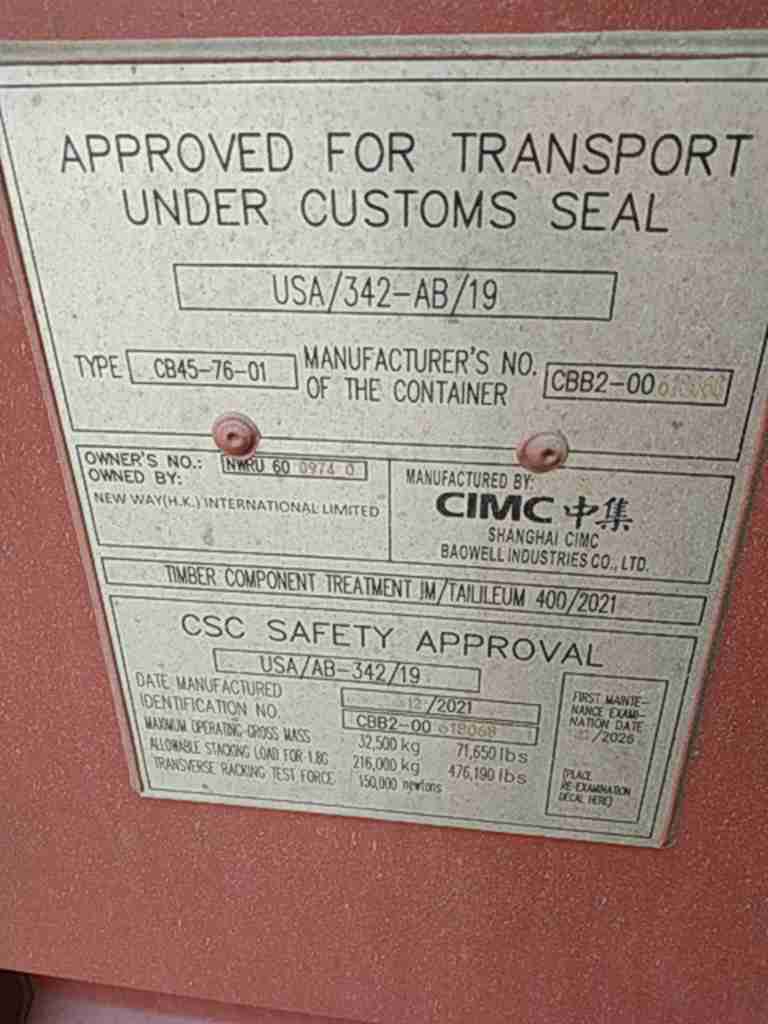 APPROVED FOR TRANSPORT
UNDER CUSTOMS SEAL
USA/342-AB/19
TYPE CB45-76-01
MANUFACTURER'S NO.
OF THE CONTAINER
CBB2-00
OWNER'S NO.: NWRU 60 0974 0
OWNED BY:
NEW WAY(H.K.) INTERNATIONAL LIMITED
MANUFACTURED BY:
CIMC 中集
SHANGHAI CIMC
BAOWELL INDUSTRIES CO., LTD.
TIMBER COMPONENT TREATMENT IM/TAILILEUM 400/2021
CSC SAFETY APPROVAL
USA/AB-342/19
DATE MANUFACTURED 12/2021
IDENTIFICATION NO. CBB2-00 618068
MAXIMUM OPERATING GROSS MASS 32,500 kg 71,650 lbs
ALLOWABLE STACKING LOAD FOR 1.8G 216,000 kg 476,190 lbs
TRANSVERSE RACKING TEST FORCE 150,000 newtons
FIRST MAINTE-
NANCE EXAMI-
NATION DATE
/2026
(PLACE
RE-EXAMINATION
DECAL HERE)